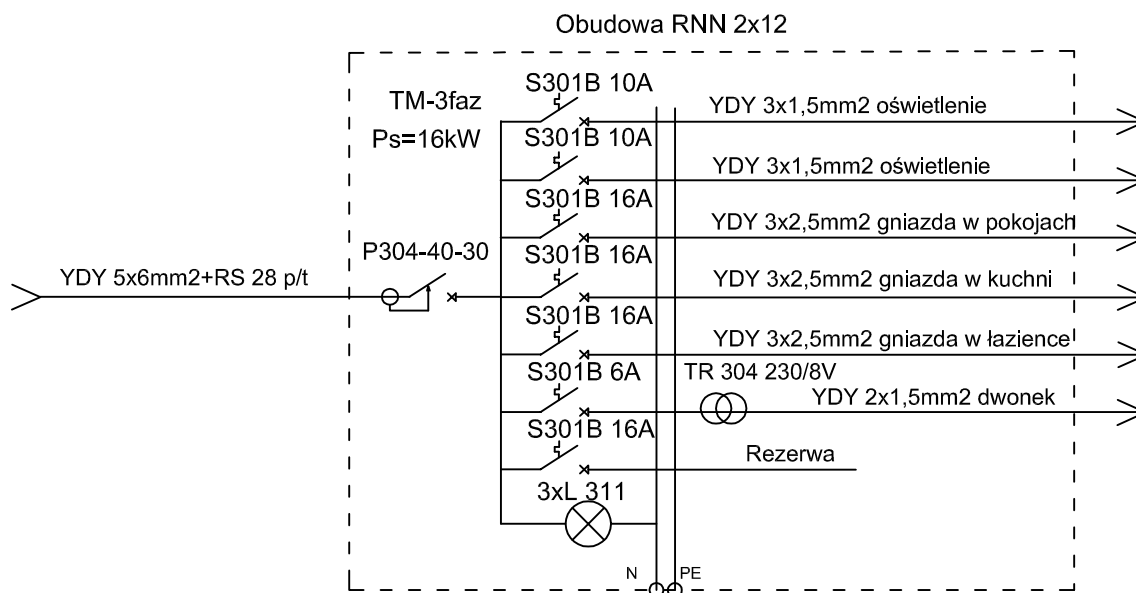 Obudowa RNN 2x12
TM-3faz
Ps=16kW
S301B 10A
YDY 3x1,5mm2 oświetlenie
S301B 10A
YDY 3x1,5mm2 oświetlenie
S301B 16A
YDY 3x2,5mm2 gniazda w pokojach
P304-40-30
YDY 5x6mm2+RS 28 p/t
S301B 16A
YDY 3x2,5mm2 gniazda w kuchni
S301B 16A
YDY 3x2,5mm2 gniazda w łazience
S301B 6A
TR 304 230/8V
YDY 2x1,5mm2 dwonek
S301B 16A
Rezerwa
3xL 311
N
PE